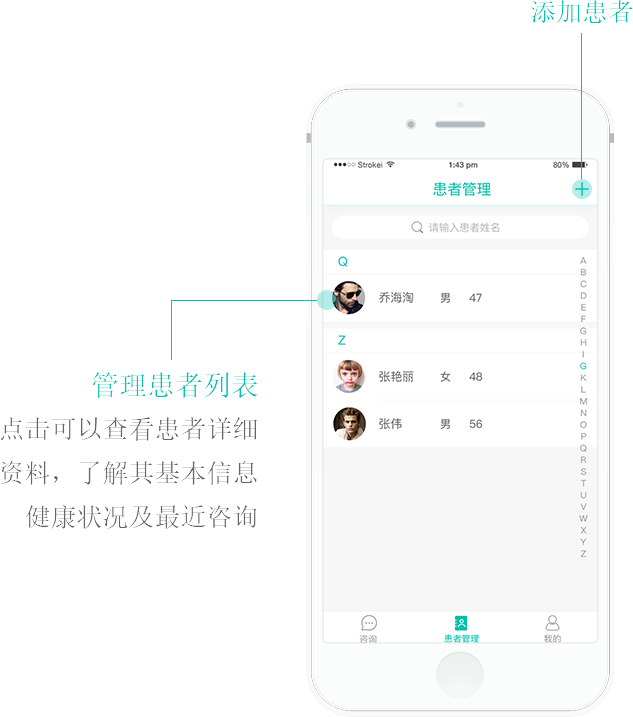 添加患者
Strokei
1:43 pm
80%
患者管理
请输入患者姓名
Q
乔海淘 男 47
Z
张艳丽 女 48
张伟 男 56
A
B
C
D
E
F
G
H
I
G
K
L
M
N
O
P
Q
R
S
T
U
V
W
X
Y
Z
管理患者列表
点击可以查看患者详细
资料，了解其基本信息
健康状况及最近咨询
咨询
患者管理
我的